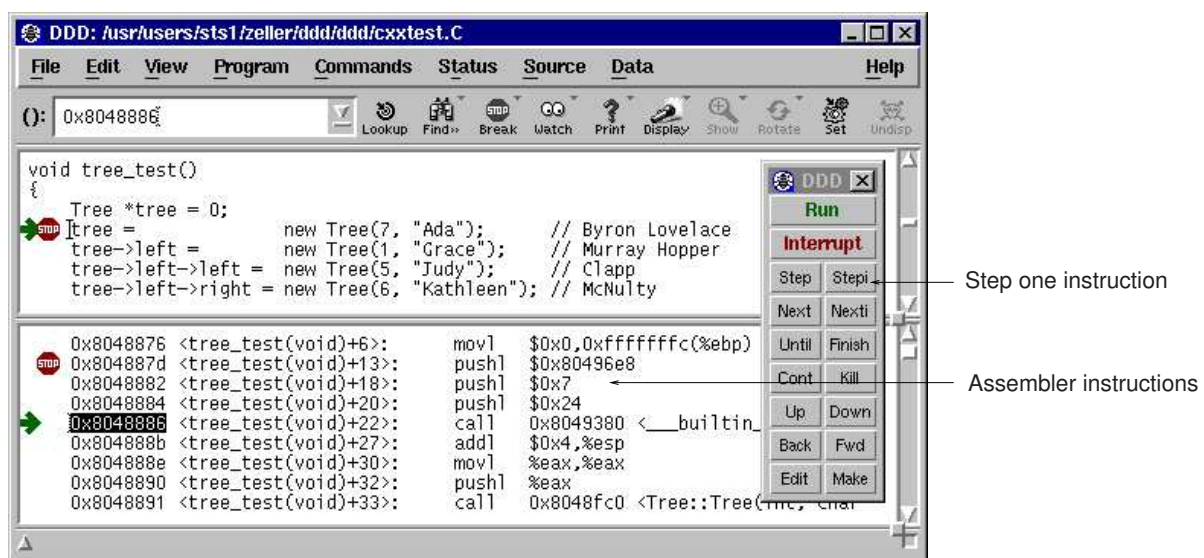 DDD: /usr/users/sts1/zeller/ddd/ddd/cxxtest.C
File Edit View Program Commands Status Source Data Help
(): 0x8048886
Lookup Find» Break Watch Print Display Show Rotate Set Undisp
void tree_test()
{
Tree *tree = 0;
STOP tree = new Tree(7, "Ada"); // Byron Lovelace
tree->left = new Tree(1, "Grace"); // Murray Hopper
tree->left->left = new Tree(5, "Judy"); // Clapp
tree->left->right = new Tree(6, "Kathleen"); // McNulty
0x8048876 <tree_test(void)+6>: movl $0x0,0xfffffffc(%ebp)
STOP 0x804887d <tree_test(void)+13>: pushl $0x80496e8
0x8048882 <tree_test(void)+18>: pushl $0x7
0x8048884 <tree_test(void)+20>: pushl $0x24
0x8048886 <tree_test(void)+22>: call 0x8049380 <___builtin_
0x804888b <tree_test(void)+27>: addl $0x4,%esp
0x804888e <tree_test(void)+30>: movl %eax,%eax
0x8048890 <tree_test(void)+32>: pushl %eax
0x8048891 <tree_test(void)+33>: call 0x8048fc0 <Tree::Tree(int, char
DDD
Run
Interrupt
Step Stepi
Next Nexti
Until Finish
Cont Kill
Up Down
Back Fwd
Edit Make
Step one instruction
Assembler instructions